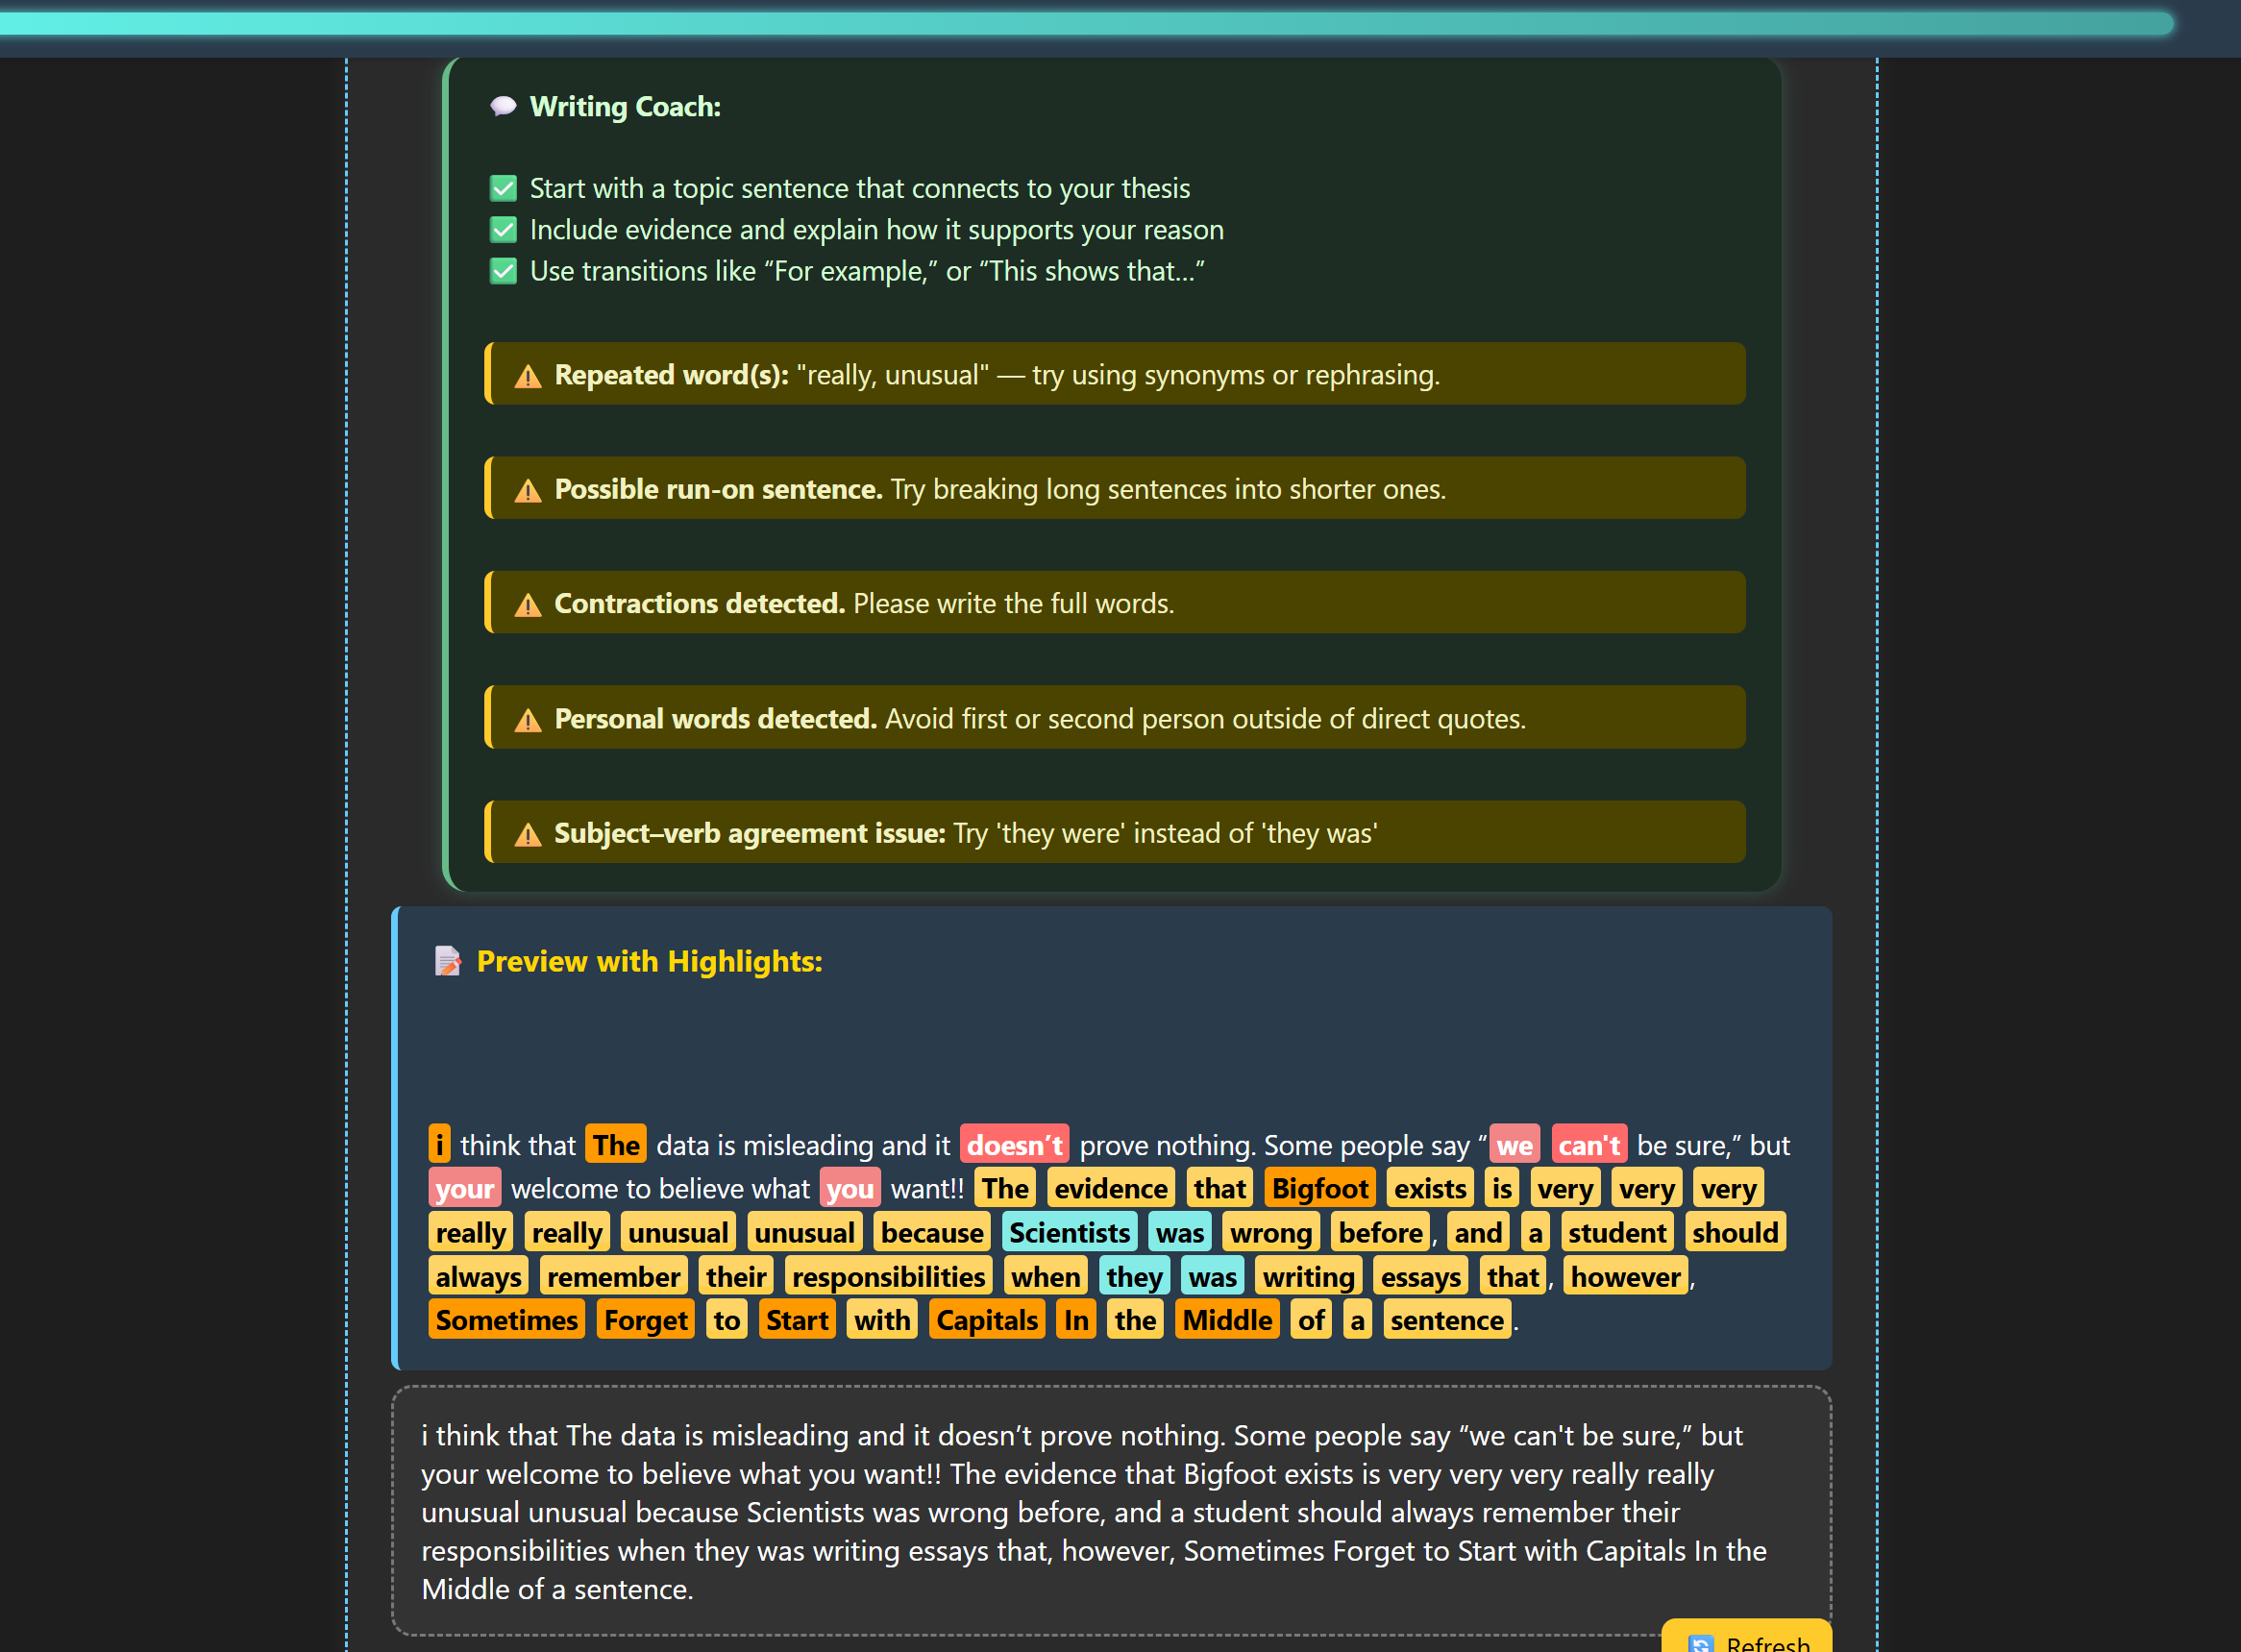 Writing Coach:
Start with a topic sentence that connects to your thesis
Include evidence and explain how it supports your reason
Use transitions like “For example,” or “This shows that…”
Repeated word(s): "really, unusual" — try using synonyms or rephrasing.
Possible run-on sentence. Try breaking long sentences into shorter ones.
Contractions detected. Please write the full words.
Personal words detected. Avoid first or second person outside of direct quotes.
Subject–verb agreement issue: Try 'they were' instead of 'they was'
Preview with Highlights:
i think that The data is misleading and it doesn’t prove nothing. Some people say “we can't be sure,” but
your welcome to believe what you want!! The evidence that Bigfoot exists is very very very
really really unusual unusual because Scientists was wrong before, and a student should
always remember their responsibilities when they was writing essays that, however,
Sometimes Forget to Start with Capitals In the Middle of a sentence.
i think that The data is misleading and it doesn’t prove nothing. Some people say “we can't be sure,” but
your welcome to believe what you want!! The evidence that Bigfoot exists is very very very really really
unusual unusual because Scientists was wrong before, and a student should always remember their
responsibilities when they was writing essays that, however, Sometimes Forget to Start with Capitals In the
Middle of a sentence.
Refresh